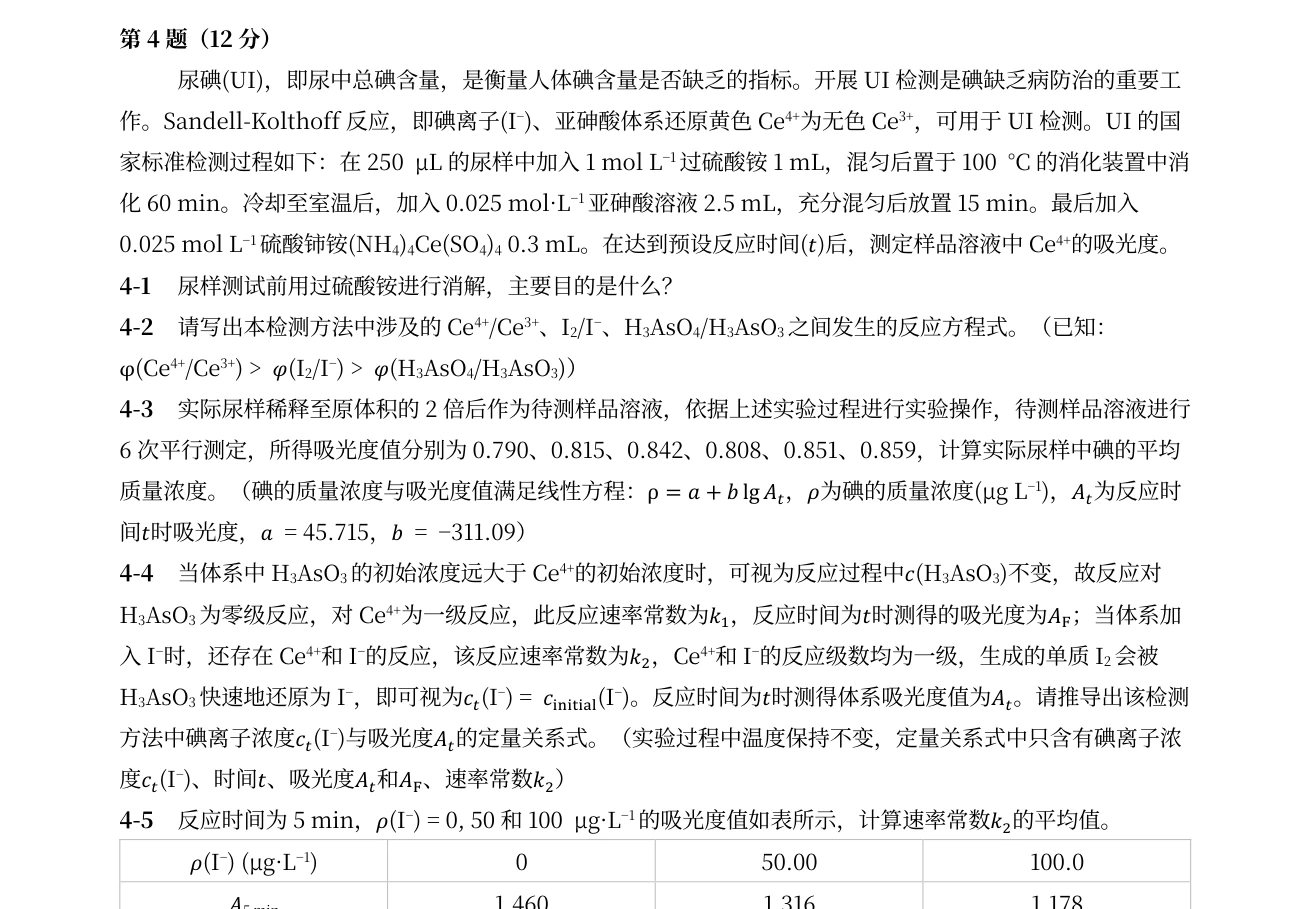 第 4 题（12 分）
尿碘(UI)，即尿中总碘含量，是衡量人体碘含量是否缺乏的指标。开展 UI 检测是碘缺乏病防治的重要工
作。Sandell-Kolthoff 反应，即碘离子(I⁻)、亚砷酸体系还原黄色 Ce⁴⁺为无色 Ce³⁺，可用于 UI 检测。UI 的国
家标准检测过程如下：在 250 μL 的尿样中加入 1 mol L⁻¹ 过硫酸铵 1 mL，混匀后置于 100 °C 的消化装置中消
化 60 min。冷却至室温后，加入 0.025 mol·L⁻¹ 亚砷酸溶液 2.5 mL，充分混匀后放置 15 min。最后加入
0.025 mol L⁻¹ 硫酸铈铵(NH₄)₄Ce(SO₄)₄ 0.3 mL。在达到预设反应时间(t)后，测定样品溶液中 Ce⁴⁺的吸光度。
4-1 尿样测试前用过硫酸铵进行消解，主要目的是什么？
4-2 请写出本检测方法中涉及的 Ce⁴⁺/Ce³⁺、I₂/I⁻、H₃AsO₄/H₃AsO₃ 之间发生的反应方程式。（已知：
φ(Ce⁴⁺/Ce³⁺) > φ(I₂/I⁻) > φ(H₃AsO₄/H₃AsO₃)）
4-3 实际尿样稀释至原体积的 2 倍后作为待测样品溶液，依据上述实验过程进行实验操作，待测样品溶液进行
6 次平行测定，所得吸光度值分别为 0.790、0.815、0.842、0.808、0.851、0.859，计算实际尿样中碘的平均
质量浓度。（碘的质量浓度与吸光度值满足线性方程：ρ = a + b lg Aₜ，ρ为碘的质量浓度(μg L⁻¹)，Aₜ为反应时
间t时吸光度，a = 45.715，b = −311.09）
4-4 当体系中 H₃AsO₃ 的初始浓度远大于 Ce⁴⁺的初始浓度时，可视为反应过程中c(H₃AsO₃)不变，故反应对
H₃AsO₃ 为零级反应，对 Ce⁴⁺为一级反应，此反应速率常数为k₁，反应时间为t时测得的吸光度为A_F；当体系加
入 I⁻时，还存在 Ce⁴⁺和 I⁻的反应，该反应速率常数为k₂，Ce⁴⁺和 I⁻的反应级数均为一级，生成的单质 I₂ 会被
H₃AsO₃ 快速地还原为 I⁻，即可视为cₜ(I⁻) = c_initial(I⁻)。反应时间为t时测得体系吸光度值为Aₜ。请推导出该检测
方法中碘离子浓度cₜ(I⁻)与吸光度Aₜ的定量关系式。（实验过程中温度保持不变，定量关系式中只含有碘离子浓
度cₜ(I⁻)、时间t、吸光度Aₜ和A_F、速率常数k₂）
4-5 反应时间为 5 min，ρ(I⁻) = 0, 50 和 100 μg·L⁻¹ 的吸光度值如表所示，计算速率常数k₂的平均值。
ρ(I⁻) (μg·L⁻¹) 0 50.00 100.0
A₅ ₘᵢₙ 1.460 1.316 1.178